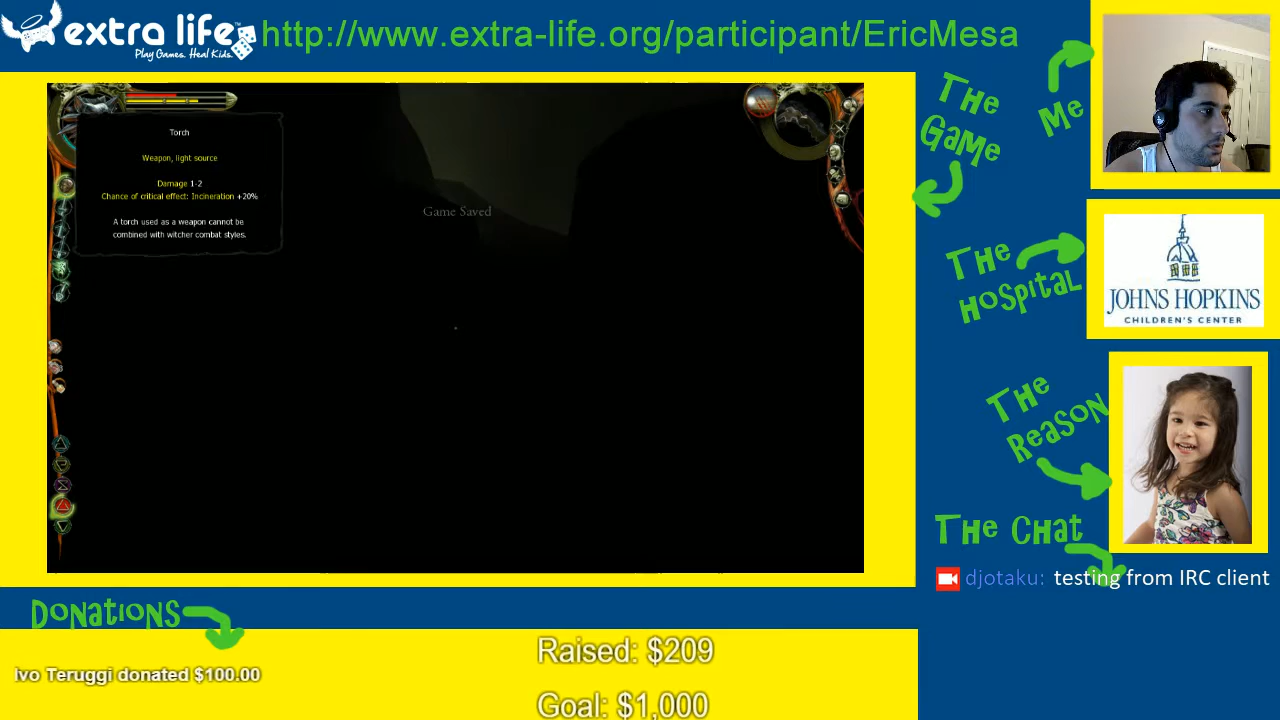 extra life
Play Games. Heal Kids.
http://www.extra-life.org/participant/EricMesa
The Game
Me
Torch
Weapon, light source
Damage 1-2
Chance of critical effect: Incineration +20%
A torch used as a weapon cannot be
combined with witcher combat styles.
Game Saved
The Hospital
JOHNS HOPKINS
CHILDREN'S CENTER
The Reason
The Chat
djotaku: testing from IRC client
Donations
Ivo Teruggi donated $100.00
Raised: $209
Goal: $1,000